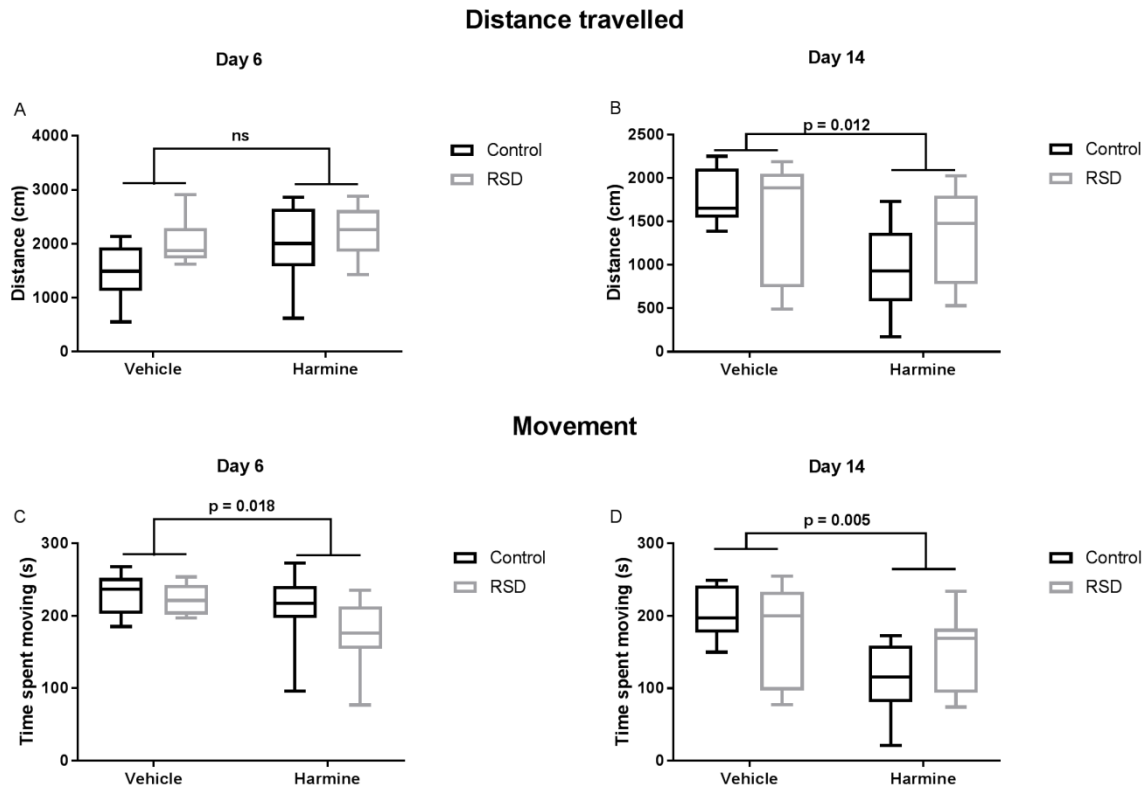 Distance travelled
Day 6
Day 14
A
B
4000
3000
2000
1000
0
Distance (cm)
ns
Control
RSD
Vehicle
Harmine
2500
2000
1500
1000
500
0
Distance (cm)
p = 0.012
Control
RSD
Vehicle
Harmine
Movement
Day 6
Day 14
C
D
300
200
100
0
Time spent moving (s)
p = 0.018
Control
RSD
Vehicle
Harmine
300
200
100
0
Time spent moving (s)
p = 0.005
Control
RSD
Vehicle
Harmine